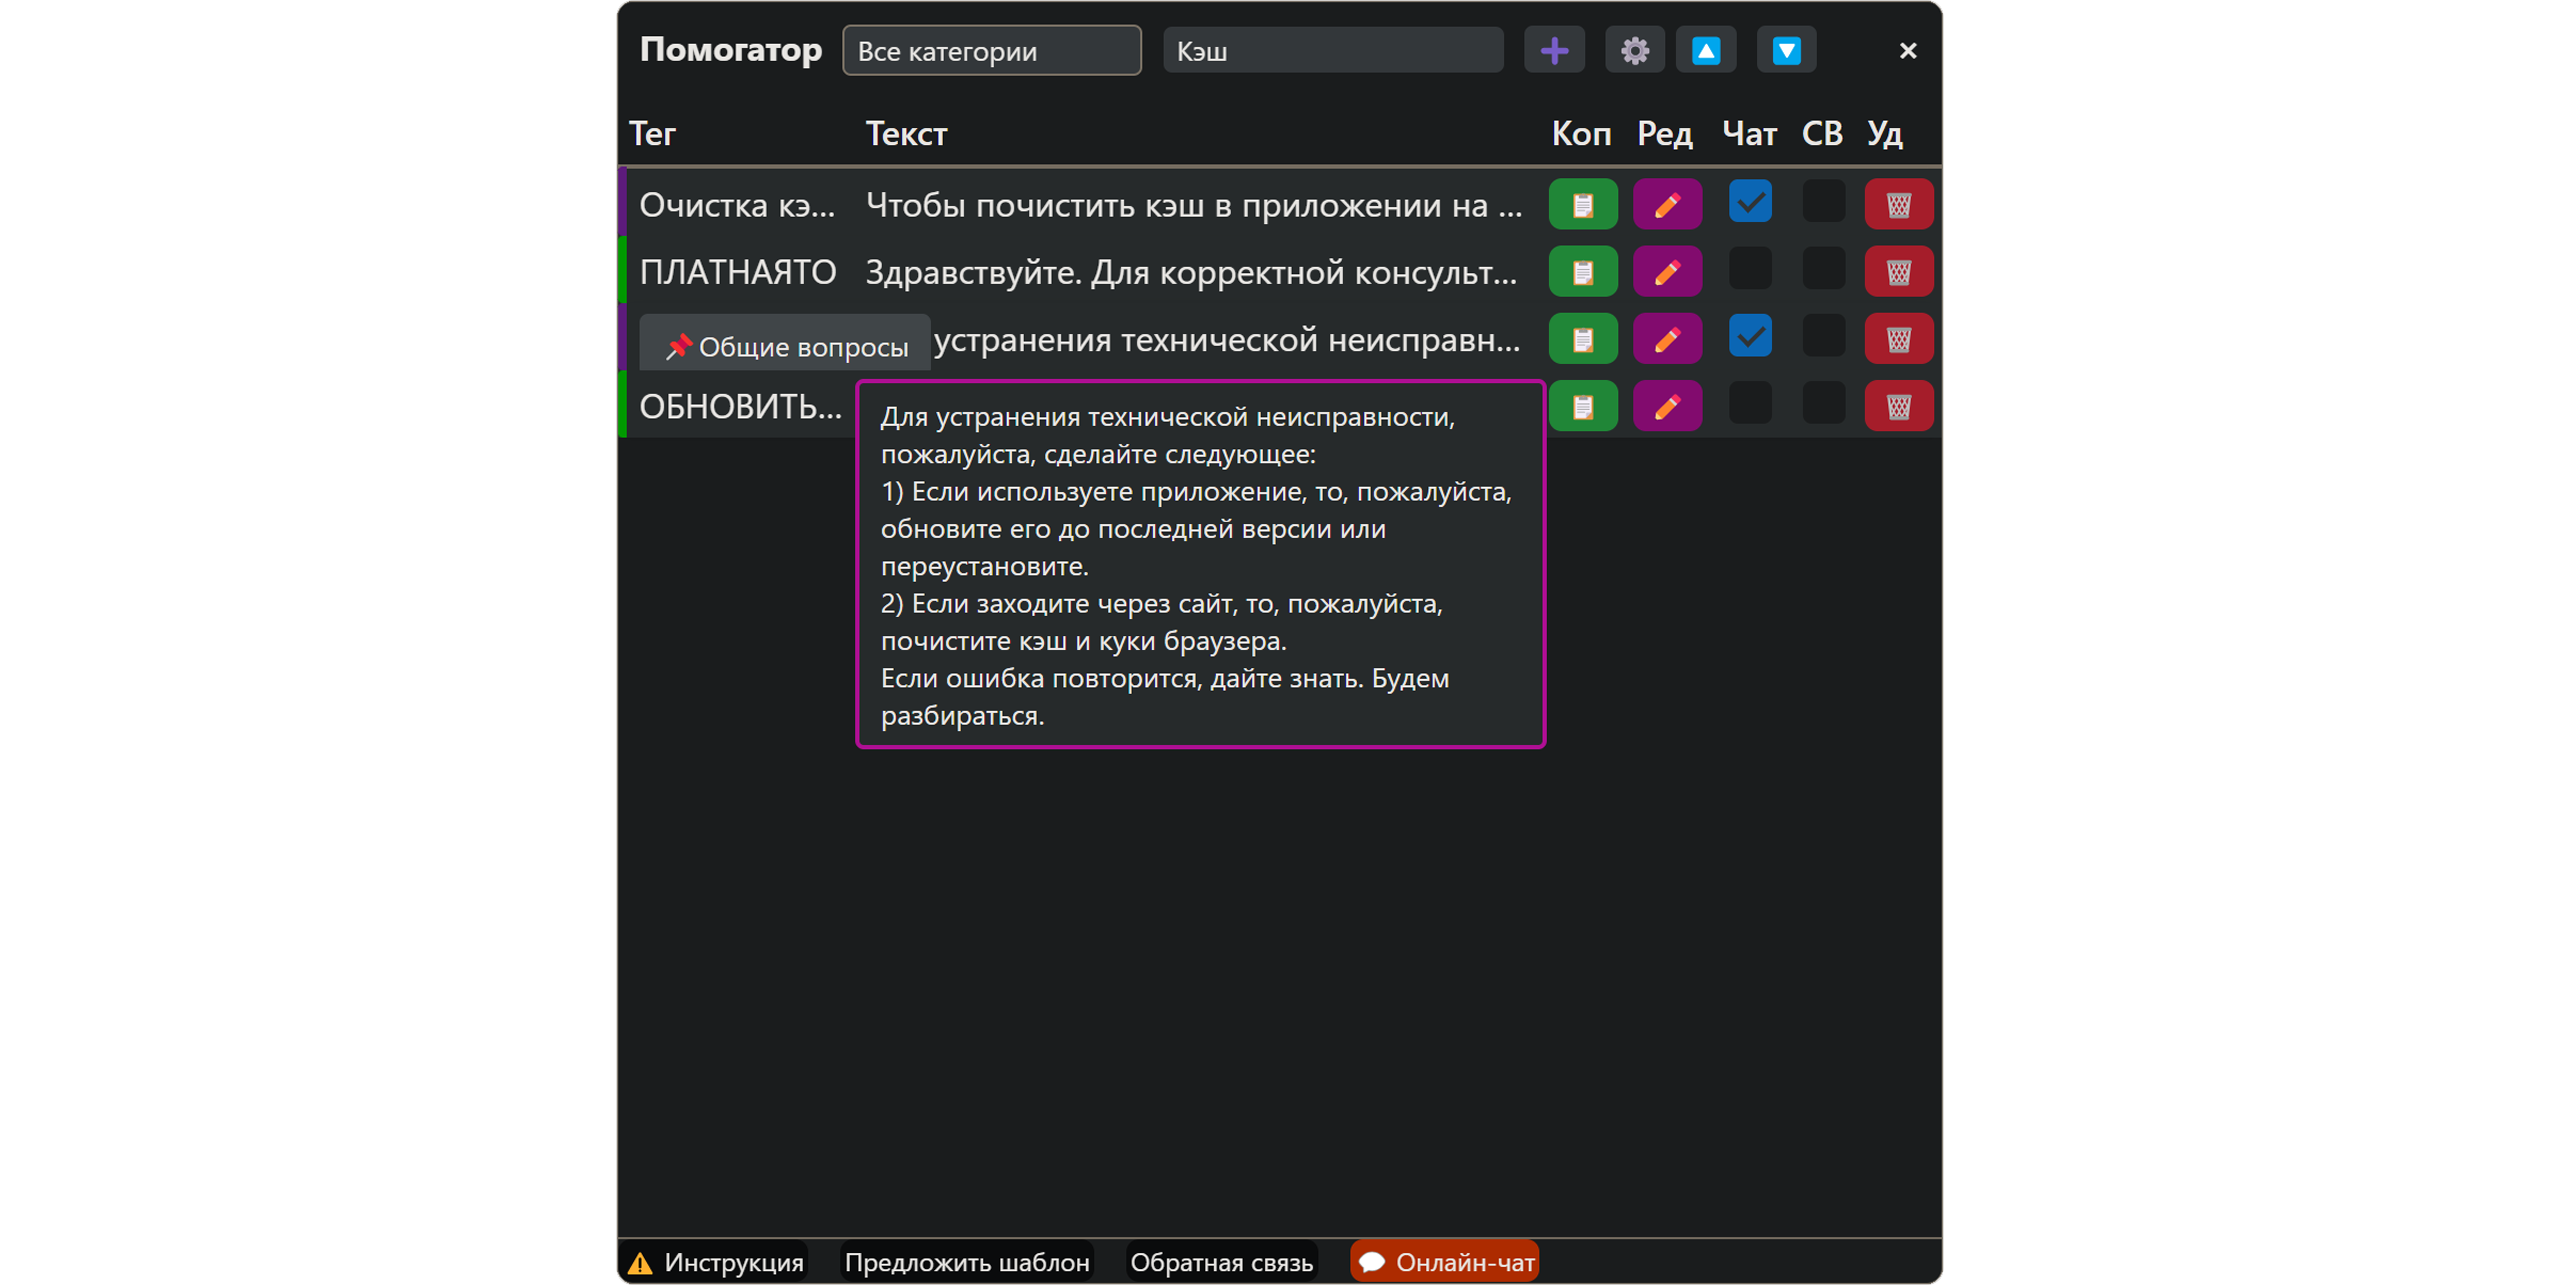 Помогатор Все категории Кэш
Тег Текст Коп Ред Чат СВ Уд
Очистка кэ... Чтобы почистить кэш в приложении на ...
ПЛАТНАЯТО Здравствуйте. Для корректной консульт...
Общие вопросы устранения технической неисправн...
ОБНОВИТЬ...
Для устранения технической неисправности,
пожалуйста, сделайте следующее:
1) Если используете приложение, то, пожалуйста,
обновите его до последней версии или
переустановите.
2) Если заходите через сайт, то, пожалуйста,
почистите кэш и куки браузера.
Если ошибка повторится, дайте знать. Будем
разбираться.
Инструкция Предложить шаблон Обратная связь Онлайн-чат